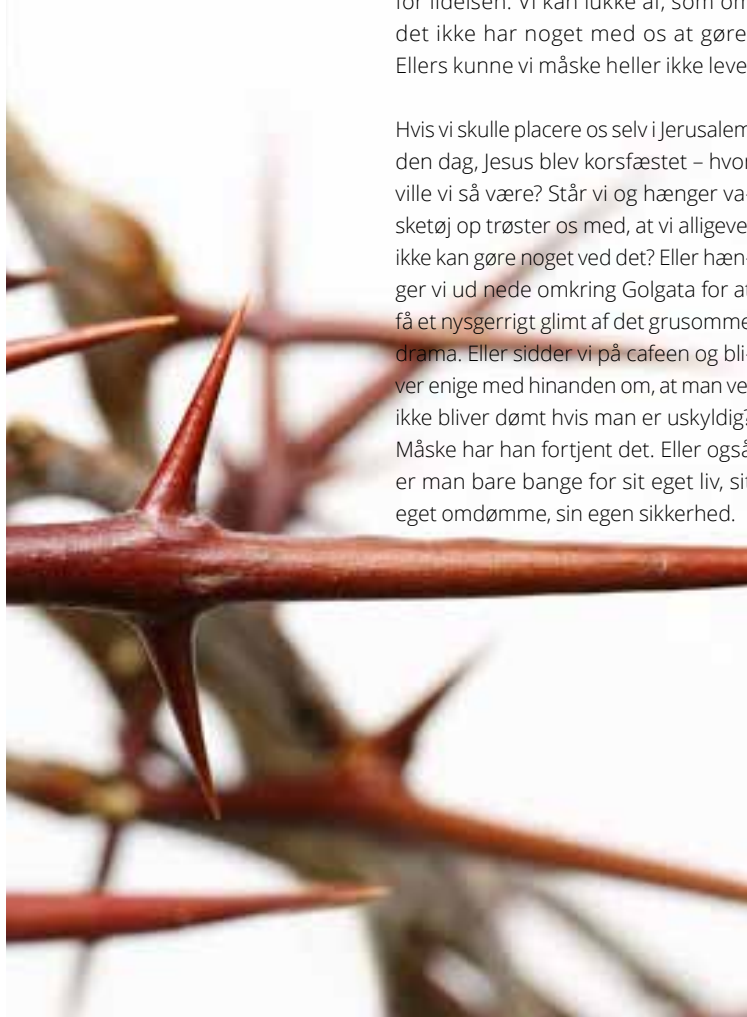 for lidelsen. Vi kan lukke af, som om
det ikke har noget med os at gøre
Ellers kunne vi måske heller ikke leve
Hvis vi skulle placere os selv i Jerusalem
den dag, Jesus blev korsfæstet – hvor
ville vi så være? Står vi og hænger va-
sketøj op trøster os med, at vi alligeve
ikke kan gøre noget ved det? Eller hæn-
ger vi ud nede omkring Golgata for at
få et nysgerrigt glimt af det grusomme
drama. Eller sidder vi på cafeen og bli-
ver enige med hinanden om, at man ve
ikke bliver dømt hvis man er uskyldig?
Måske har han fortjent det. Eller også
er man bare bange for sit eget liv, sit
eget omdømme, sin egen sikkerhed.